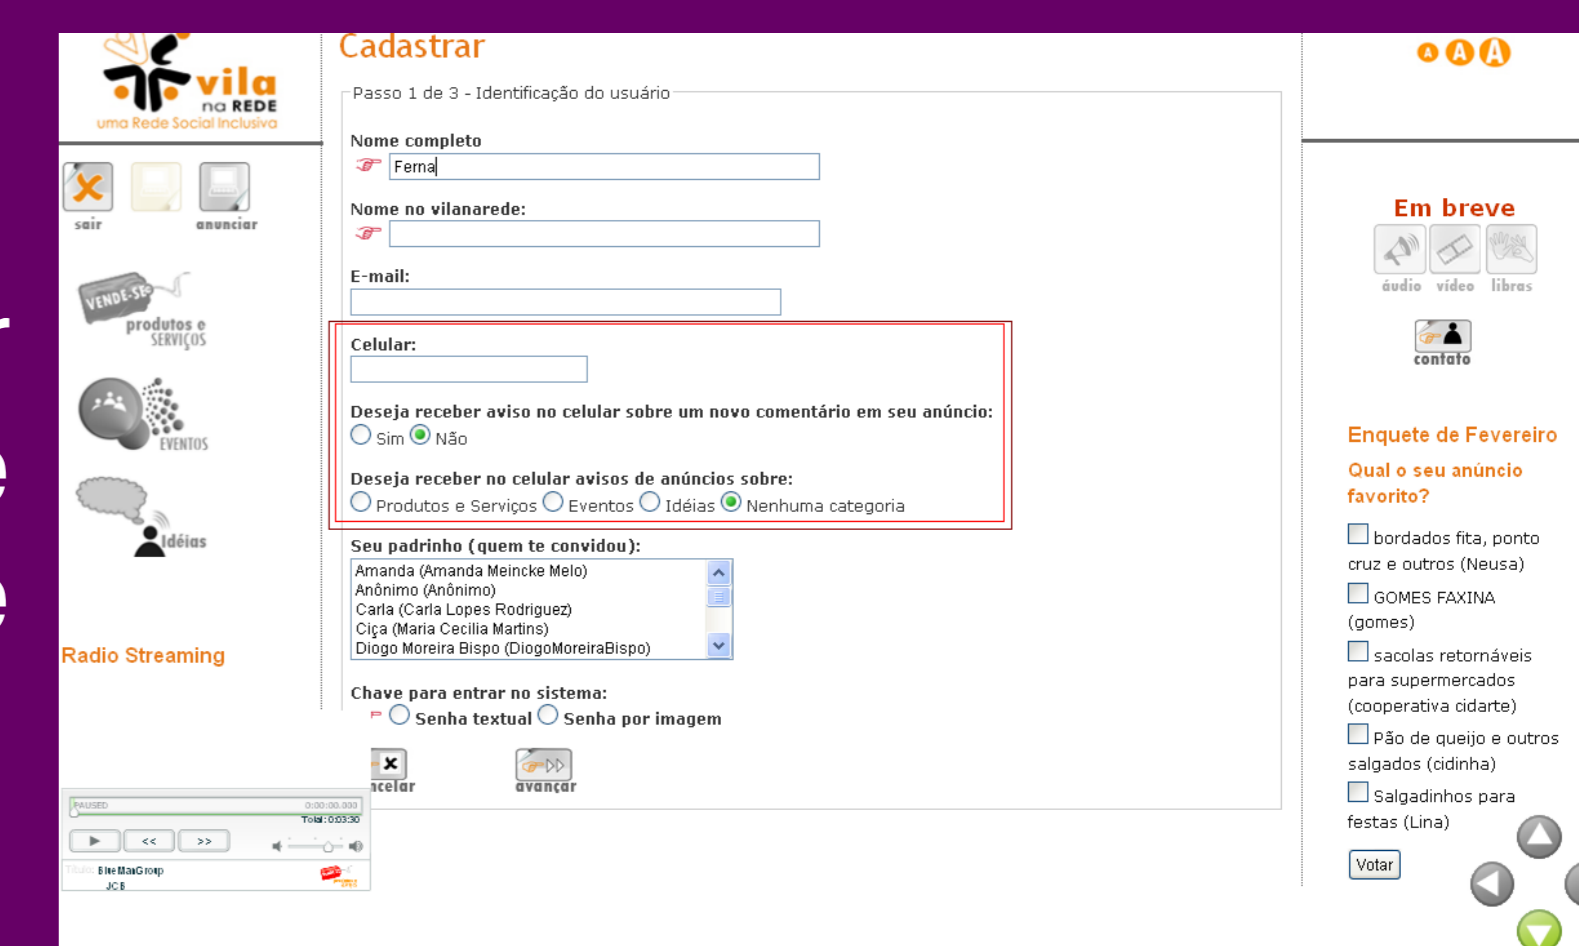 r
e
e
vila
na REDE
uma Rede Social Inclusiva
sair
anunciar
VENDE-SE
produtos e
SERVIÇOS
EVENTOS
Idéias
Radio Streaming
PAUSED 0:00:00.000
Total: 0:03:30
<< >>
Título: Blue Man Group
JCB
Cadastrar
Passo 1 de 3 - Identificação do usuário
Nome completo
Ferna
Nome no vilanarede:
E-mail:
Celular:
Deseja receber aviso no celular sobre um novo comentário em seu anúncio:
Sim Não
Deseja receber no celular avisos de anúncios sobre:
Produtos e Serviços Eventos Idéias Nenhuma categoria
Seu padrinho (quem te convidou):
Amanda (Amanda Meincke Melo)
Anônimo (Anônimo)
Carla (Carla Lopes Rodriguez)
Ciça (Maria Cecilia Martins)
Diogo Moreira Bispo (DiogoMoreiraBispo)
Chave para entrar no sistema:
Senha textual Senha por imagem
ncelar
avançar
A A A
Em breve
áudio vídeo libras
contato
Enquete de Fevereiro
Qual o seu anúncio
favorito?
bordados fita, ponto
cruz e outros (Neusa)
GOMES FAXINA
(gomes)
sacolas retornáveis
para supermercados
(cooperativa cidarte)
Pão de queijo e outros
salgados (cidinha)
Salgadinhos para
festas (Lina)
Votar